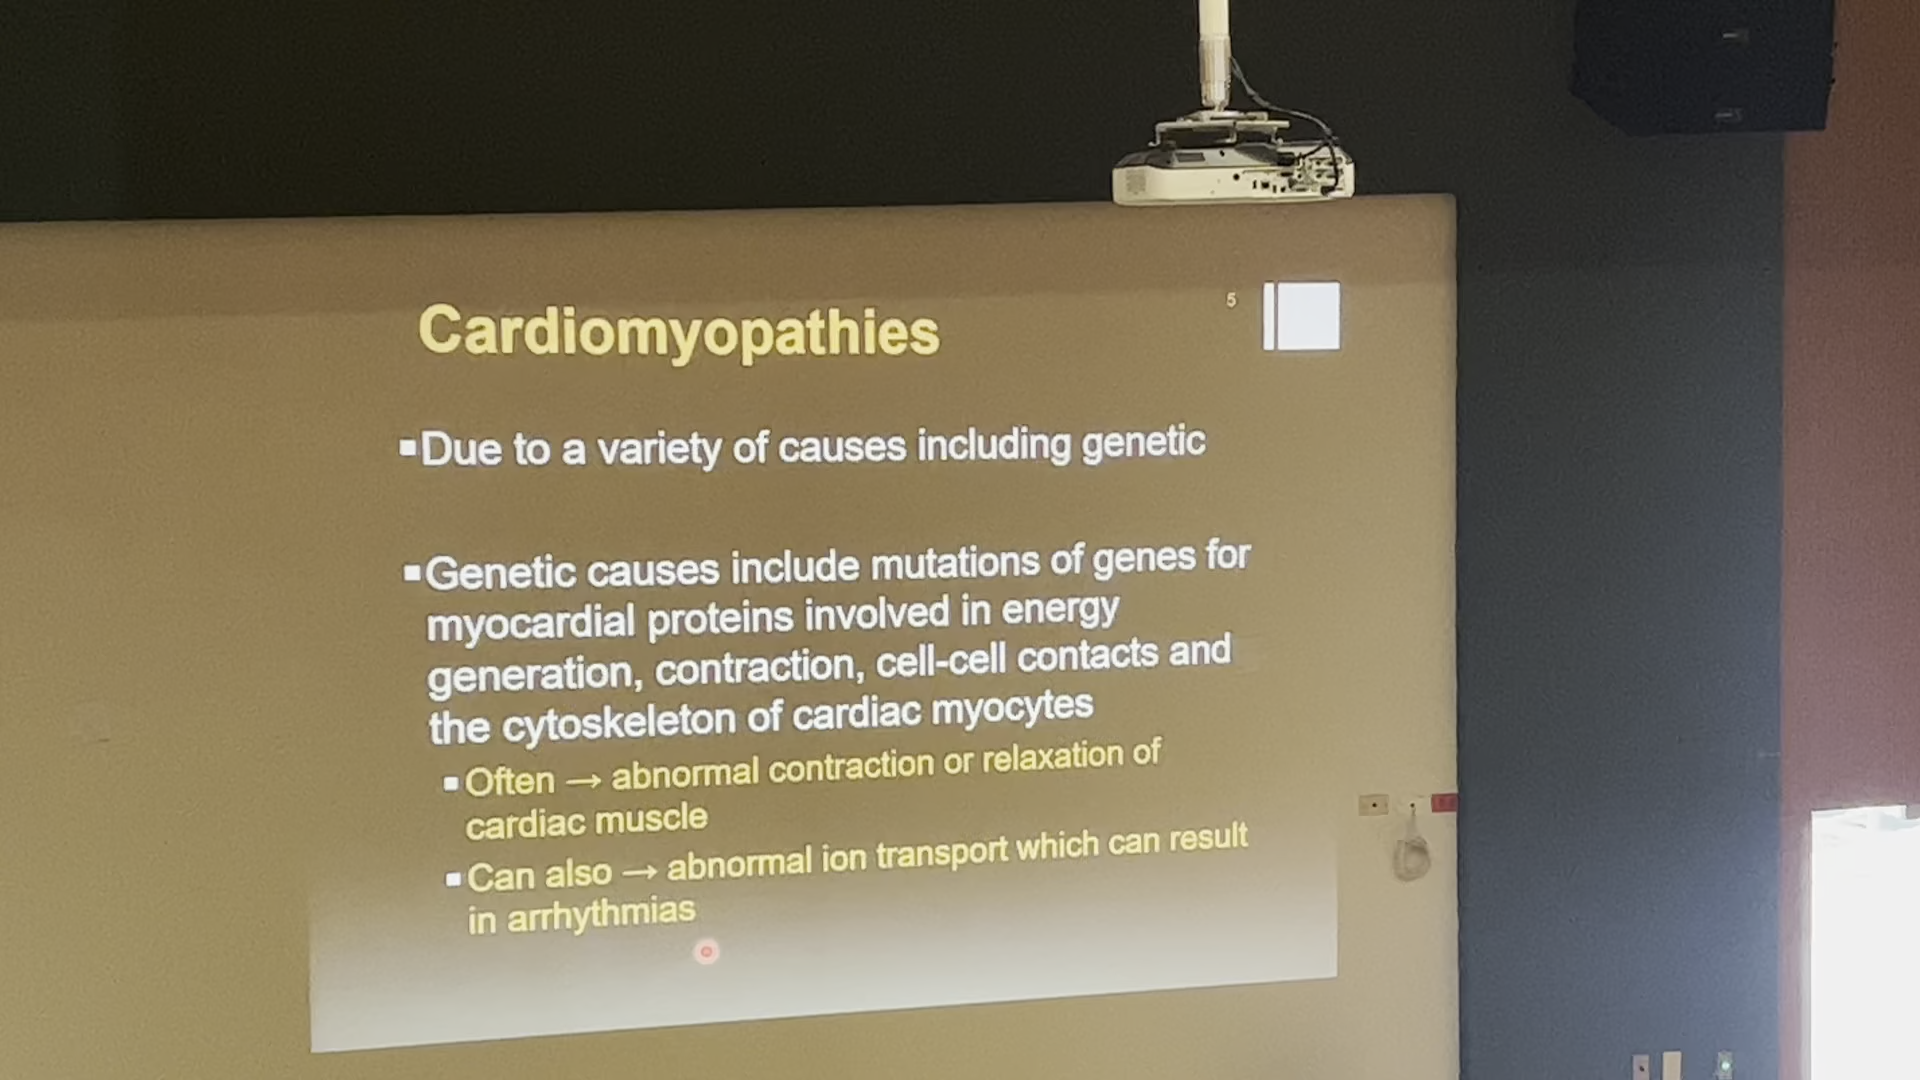 5
Cardiomyopathies
▪Due to a variety of causes including genetic
▪Genetic causes include mutations of genes for
myocardial proteins involved in energy
generation, contraction, cell-cell contacts and
the cytoskeleton of cardiac myocytes
▪Often → abnormal contraction or relaxation of
cardiac muscle
▪Can also → abnormal ion transport which can result
in arrhythmias